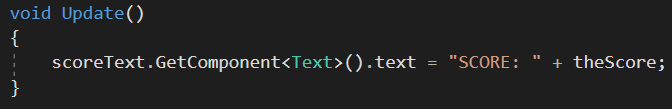 void Update()
{
scoreText.GetComponent<Text>().text = "SCORE: " + theScore;
}